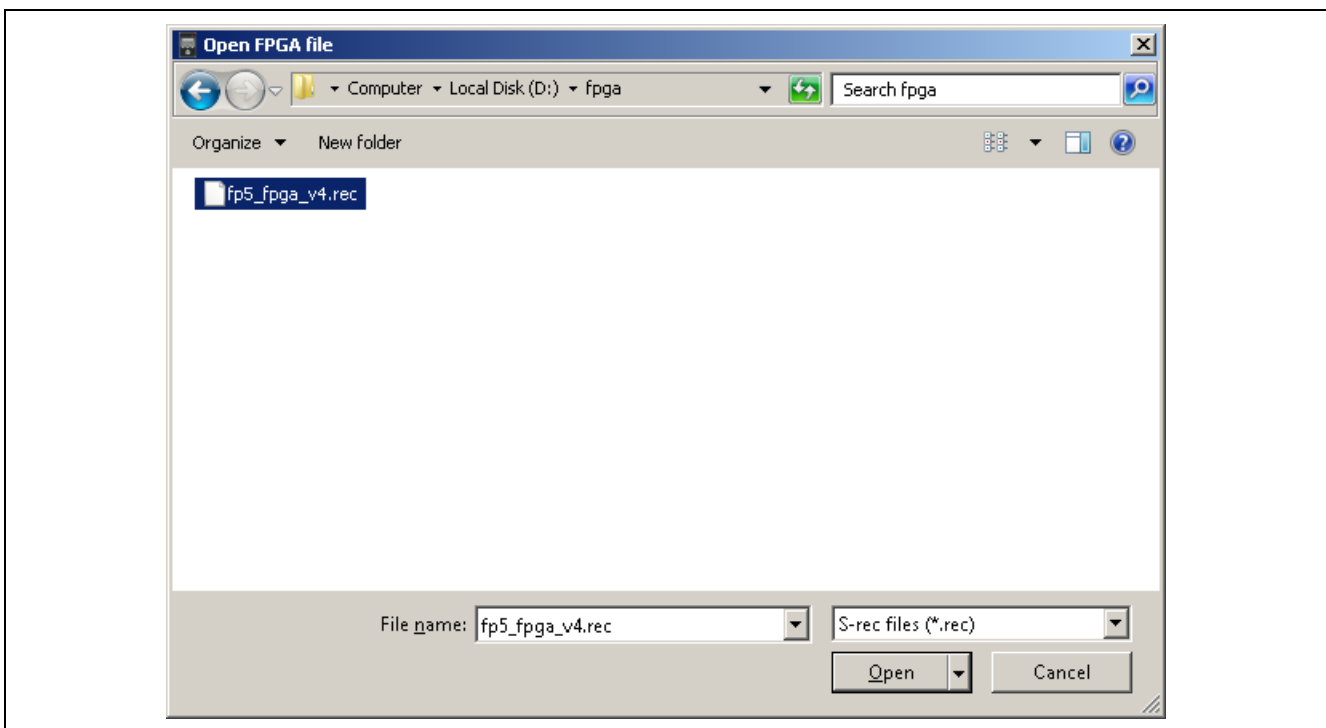 Open FPGA file
Computer Local Disk (D:) fpga Search fpga
Organize New folder
fp5_fpga_v4.rec
File name: fp5_fpga_v4.rec S-rec files (*.rec)
Open Cancel